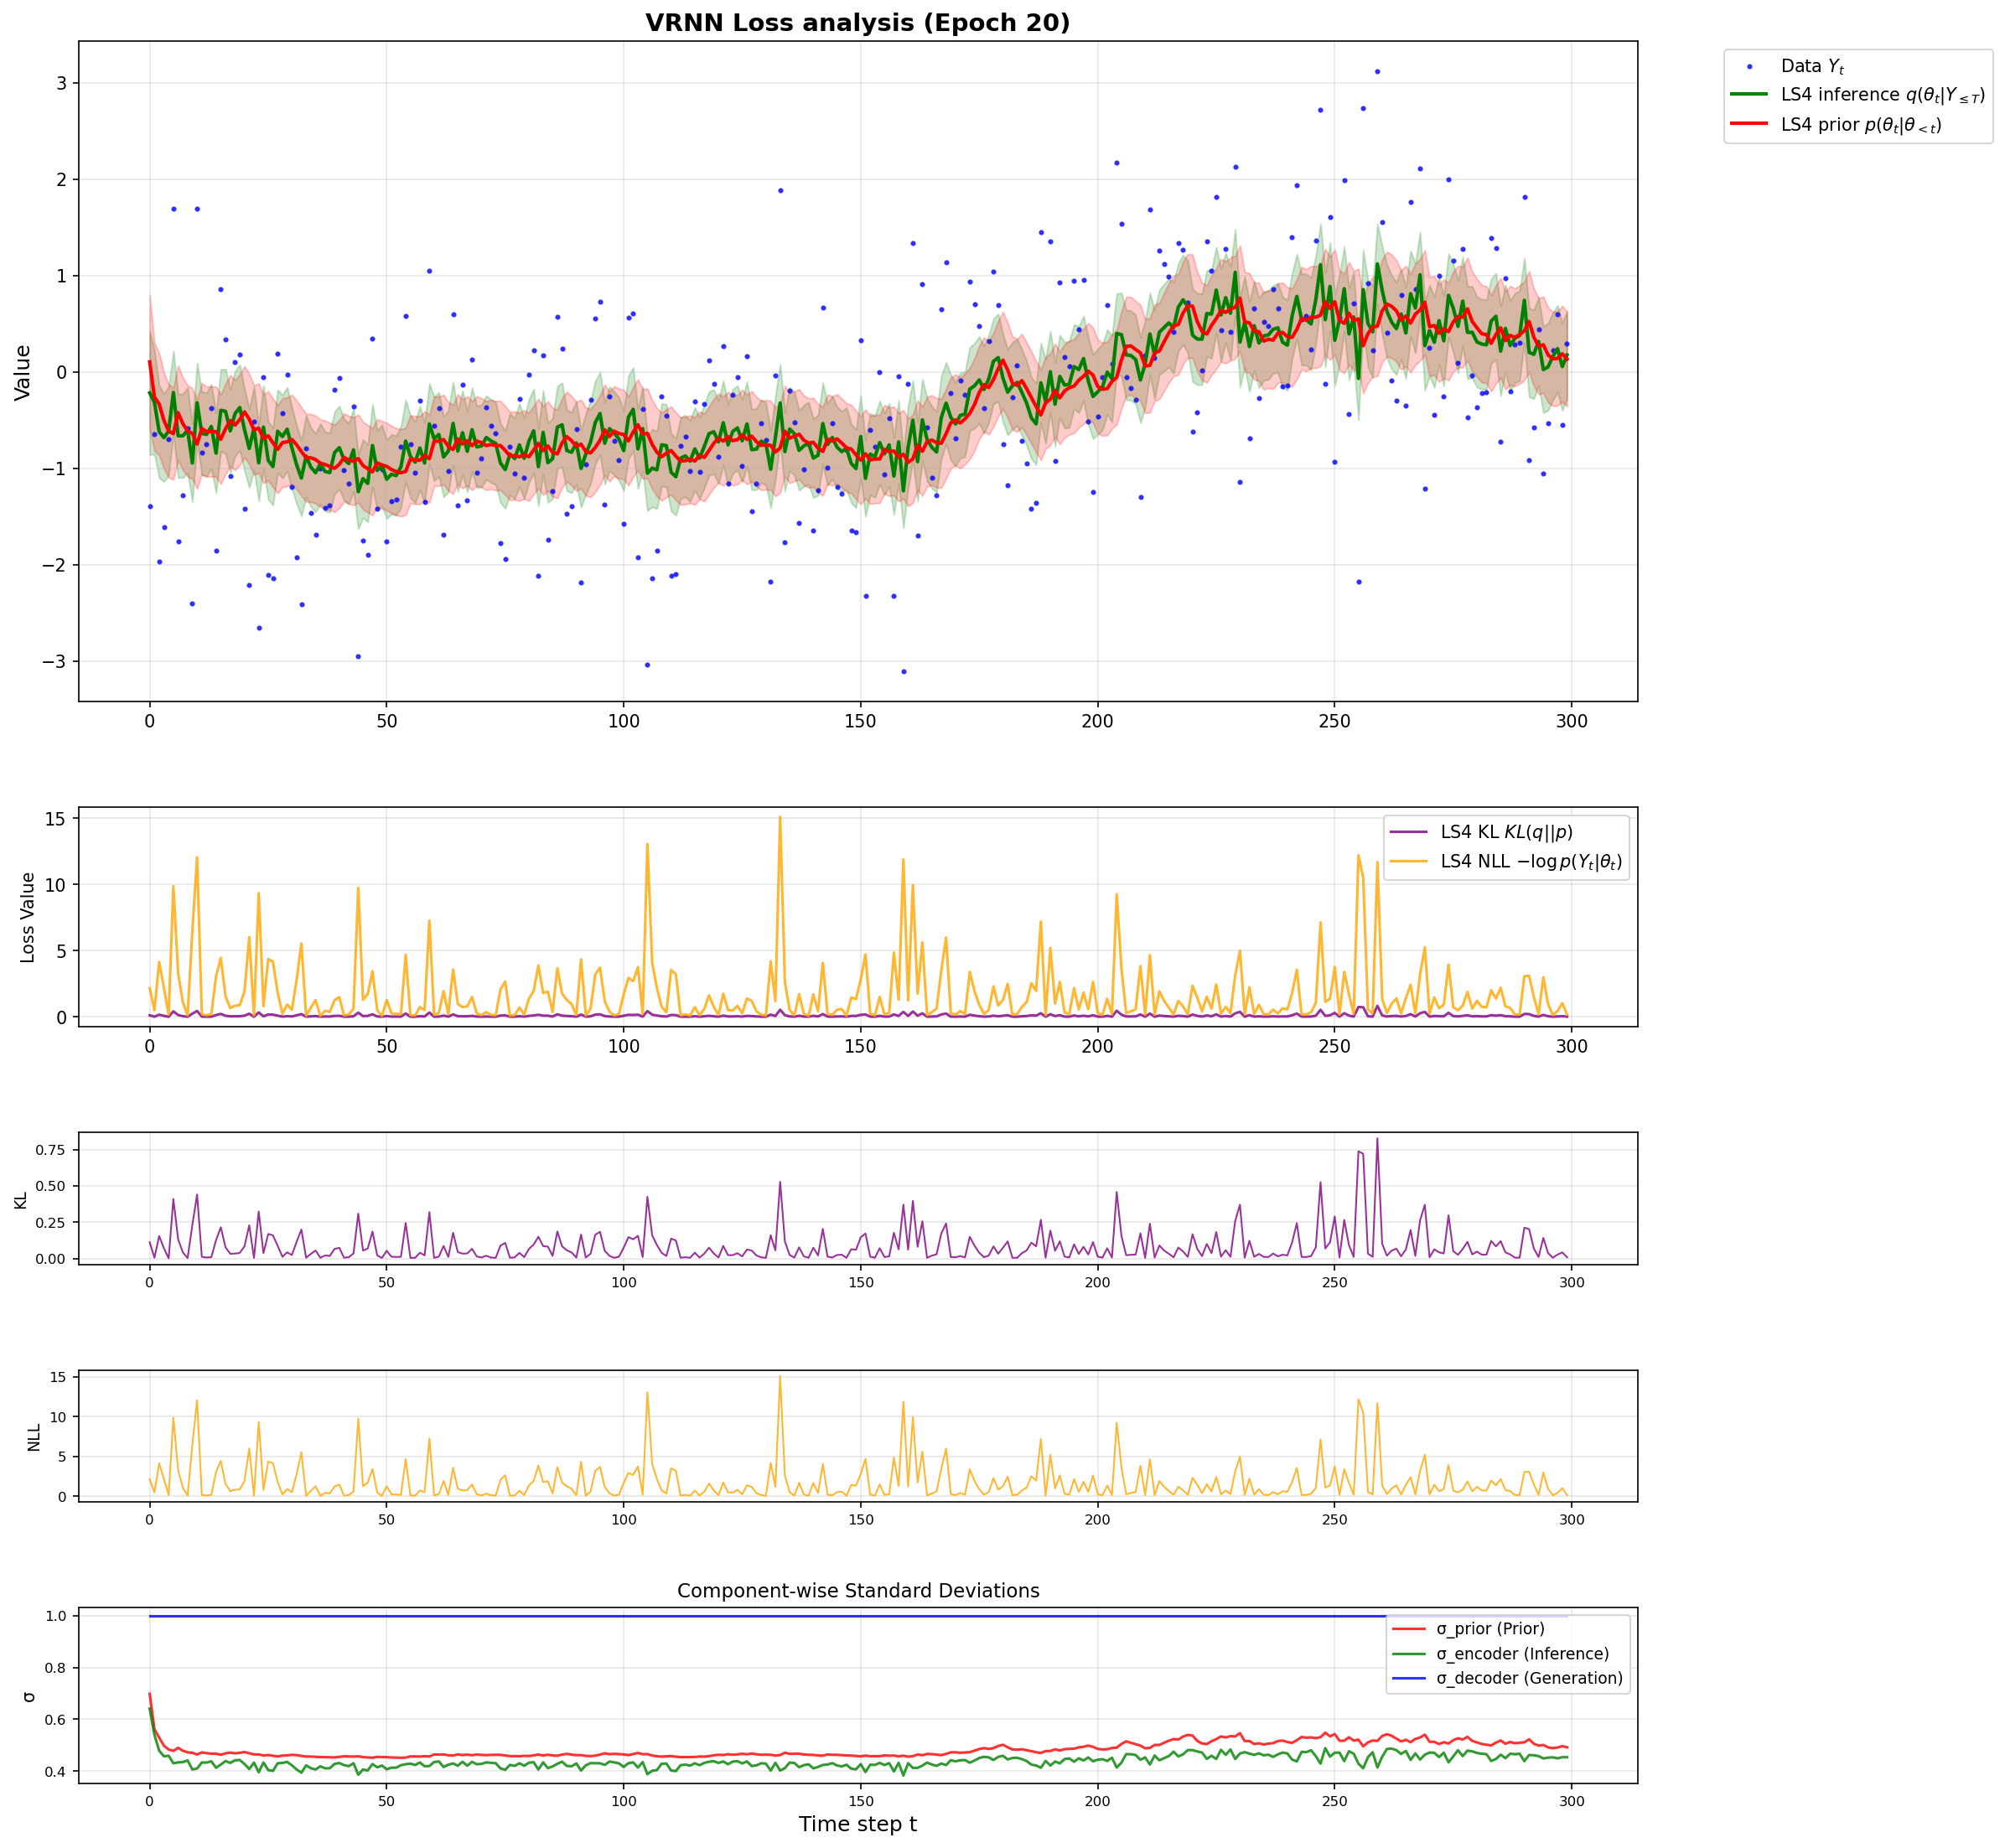 VRNN Loss analysis (Epoch 20)
Value
3
2
1
0
−1
−2
−3
0 50 100 150 200 250 300
Data Y_t
LS4 inference q(θ_t|Y_{≤T})
LS4 prior p(θ_t|θ_{<t})
Loss Value
15
10
5
0
0 50 100 150 200 250 300
LS4 KL KL(q||p)
LS4 NLL −log p(Y_t|θ_t)
KL
0.75
0.50
0.25
0.00
0 50 100 150 200 250 300
NLL
15
10
5
0
0 50 100 150 200 250 300
Component-wise Standard Deviations
σ
1.0
0.8
0.6
0.4
σ_prior (Prior)
σ_encoder (Inference)
σ_decoder (Generation)
0 50 100 150 200 250 300
Time step t